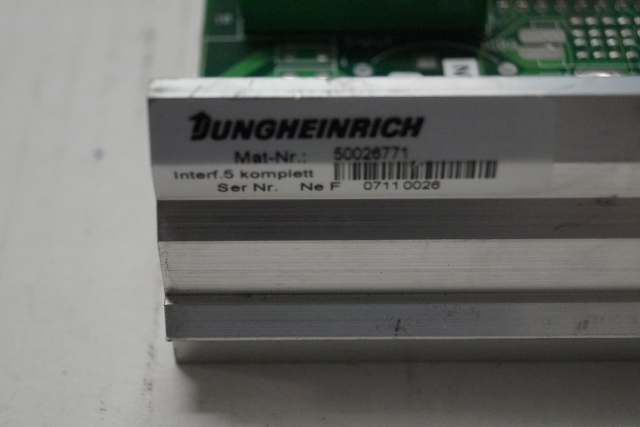 JUNGHEINRICH
Mat-Nr.: 50026771
Interf.5 komplett
Ser Nr. Ne F 07110026